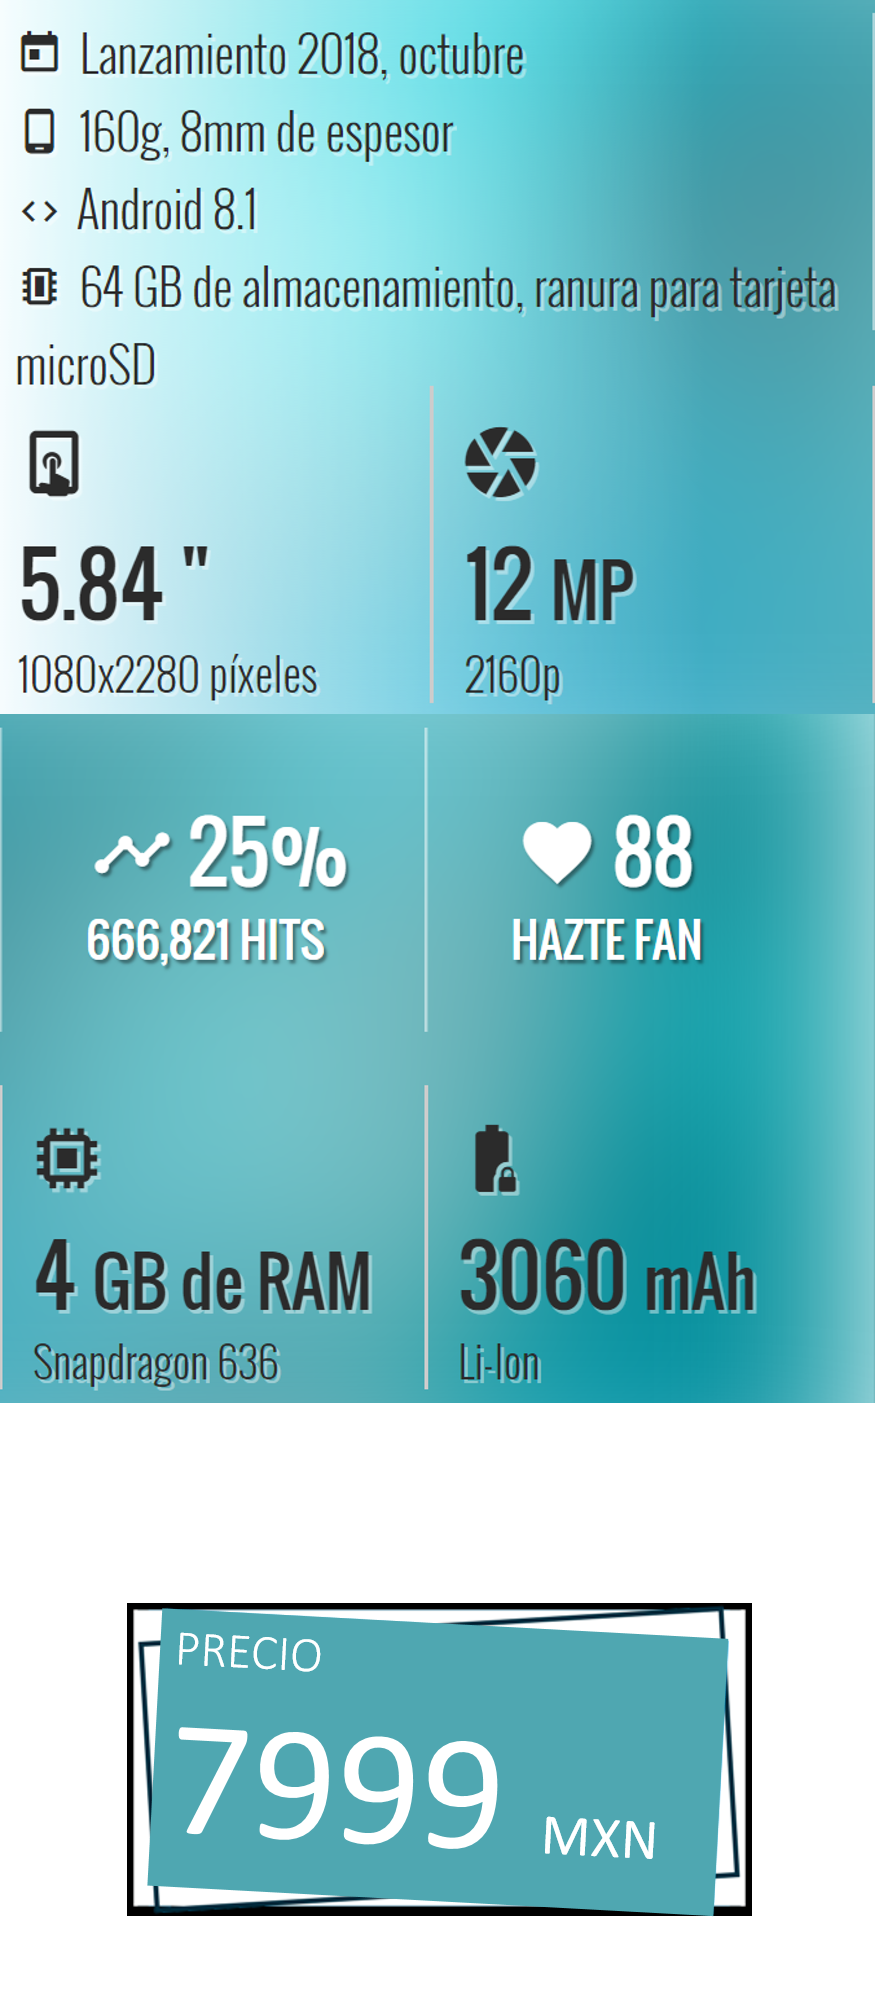 Lanzamiento 2018, octubre
160g, 8mm de espesor
Android 8.1
64 GB de almacenamiento, ranura para tarjeta
microSD
5.84 "
1080x2280 píxeles
12 MP
2160p
25%
666,821 HITS
88
HAZTE FAN
4 GB de RAM
Snapdragon 636
3060 mAh
Li-Ion
PRECIO
7999 MXN